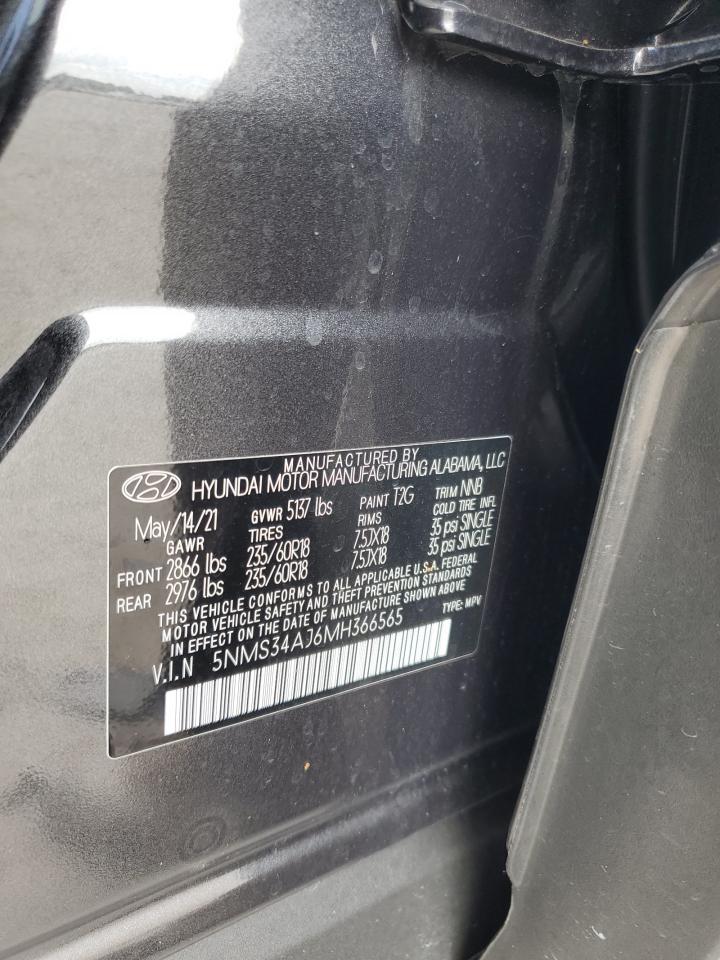 MANUFACTURED BY
HYUNDAI MOTOR MANUFACTURING ALABAMA, LLC
May/14/21 GVWR 5137 lbs PAINT T2G TRIM NNB
GAWR TIRES RIMS COLD TIRE INFL
FRONT 2866 lbs 235/60R18 7.5JX18 35 psi SINGLE
REAR 2976 lbs 235/60R18 7.5JX18 35 psi SINGLE
THIS VEHICLE CONFORMS TO ALL APPLICABLE U.S.A. FEDERAL
MOTOR VEHICLE SAFETY AND THEFT PREVENTION STANDARDS
IN EFFECT ON THE DATE OF MANUFACTURE SHOWN ABOVE.
V.I.N 5NMS34AJ6MH366565 TYPE: MPV